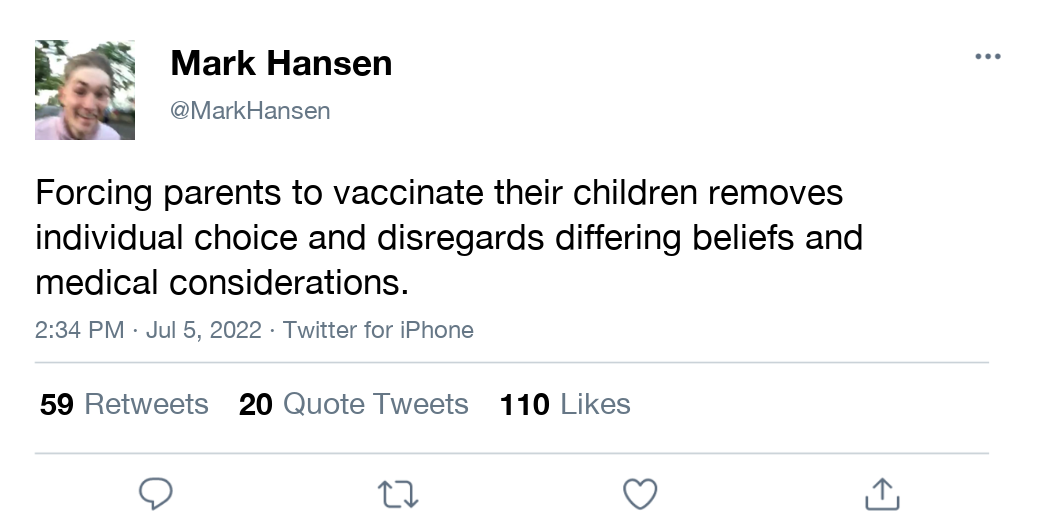 Mark Hansen
@MarkHansen
Forcing parents to vaccinate their children removes
individual choice and disregards differing beliefs and
medical considerations.
2:34 PM · Jul 5, 2022 · Twitter for iPhone
59 Retweets 20 Quote Tweets 110 Likes